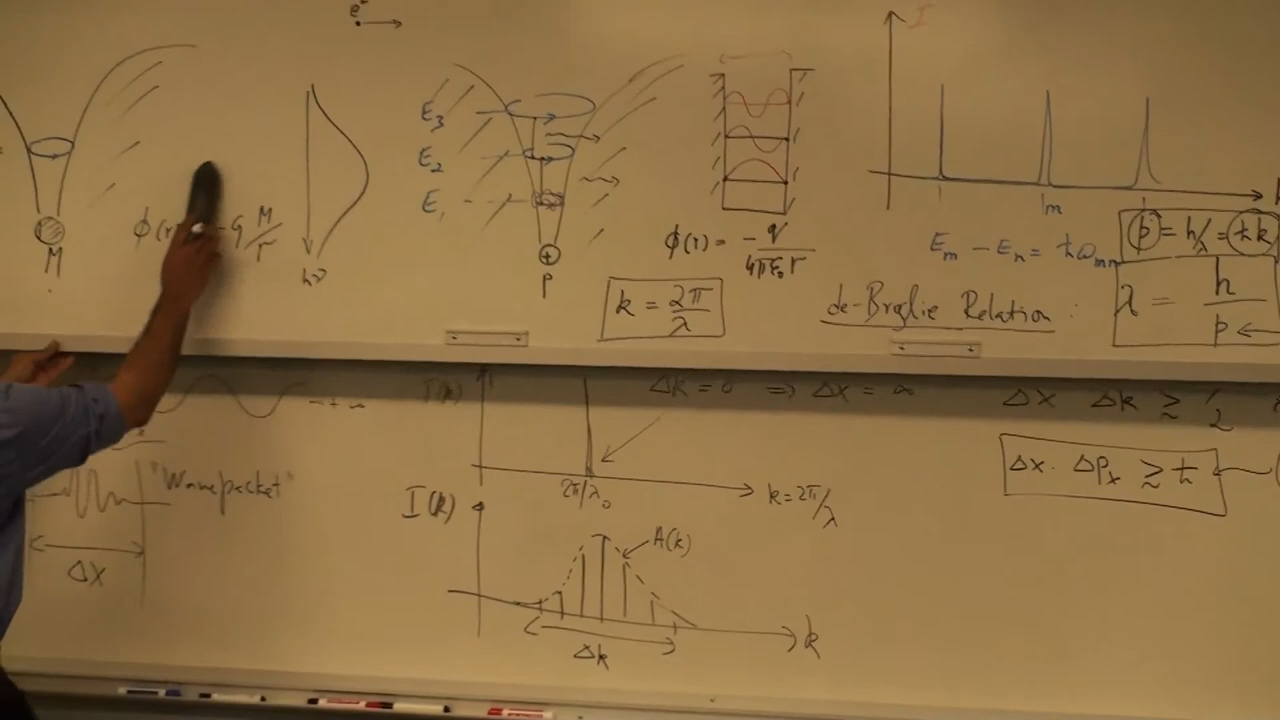 e⁻
I
E₃
E₂
E₁
M
ϕ(r) = -G M/r
hν
P
ϕ(r) = -q/4πε₀r
k = 2π/λ
m
Eₘ - Eₙ = ħωₘₙ
p = h/λ = ħk
de-Broglie Relation :
λ = h/p
→ +∞
I(k)
Δk = 0 ⇒ Δx = ∞
Δx Δk ≳ 1/2
Δx · Δpₓ ≳ ħ
"Wavepacket"
2π/λ₀
k = 2π/λ
I(k)
A(k)
Δx
Δk
k